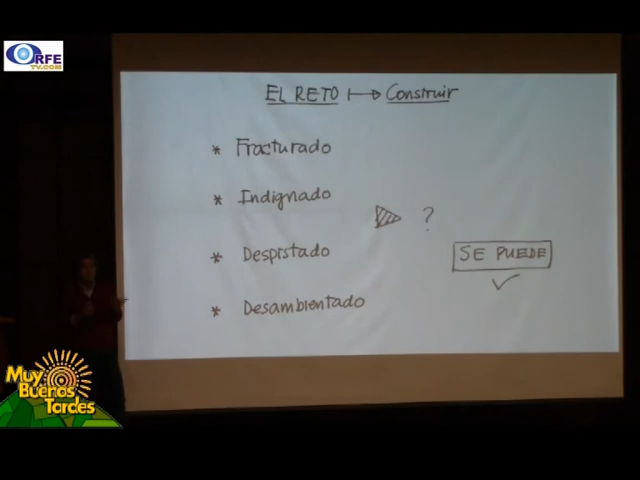 ORFE
TV.COM
EL RETO ↦ Construir
* Fracturado
* Indignado
?
* Despistado
SE PUEDE
✓
* Desambientado
Muy
Buenas
Tardes